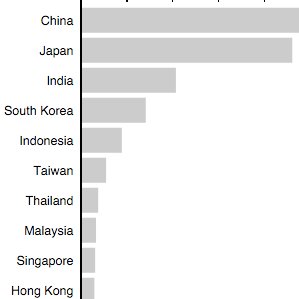 China
Japan
India
South Korea
Indonesia
Taiwan
Thailand
Malaysia
Singapore
Hong Kong